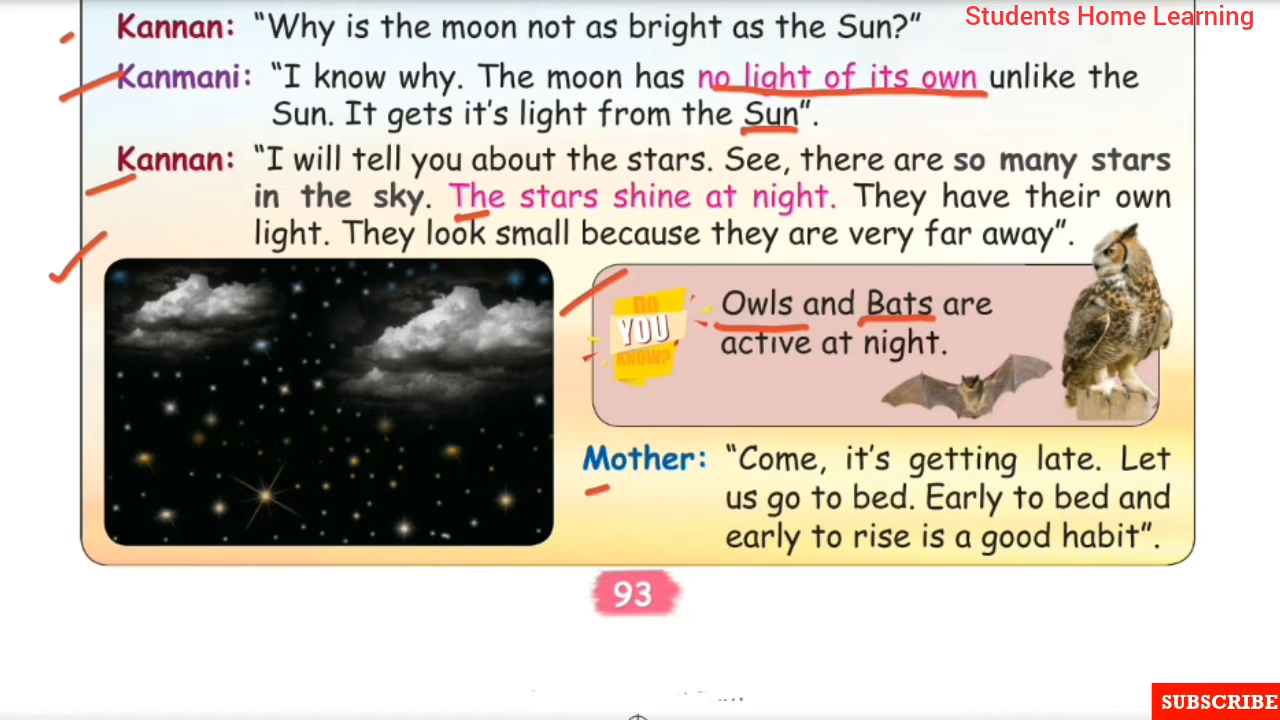 Students Home Learning
Kannan: “Why is the moon not as bright as the Sun?”
Kanmani: “I know why. The moon has no light of its own unlike the
Sun. It gets it’s light from the Sun”.
Kannan: “I will tell you about the stars. See, there are so many stars
in the sky. The stars shine at night. They have their own
light. They look small because they are very far away”.
DO
YOU
KNOW?
Owls and Bats are
active at night.
Mother: “Come, it’s getting late. Let
us go to bed. Early to bed and
early to rise is a good habit”.
93
SUBSCRIBE